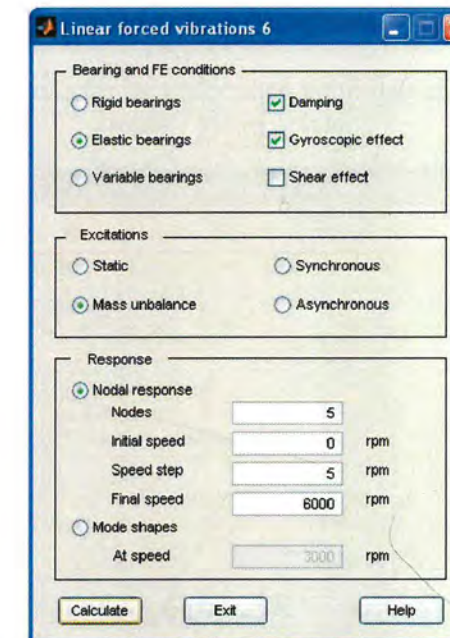 Linear forced vibrations 6
Bearing and FE conditions
Rigid bearings
Damping
Elastic bearings
Gyroscopic effect
Variable bearings
Shear effect
Excitations
Static
Synchronous
Mass unbalance
Asynchronous
Response
Nodal response
Nodes 5
Initial speed 0 rpm
Speed step 5 rpm
Final speed 6000 rpm
Mode shapes
At speed 3000 rpm
Calculate Exit Help